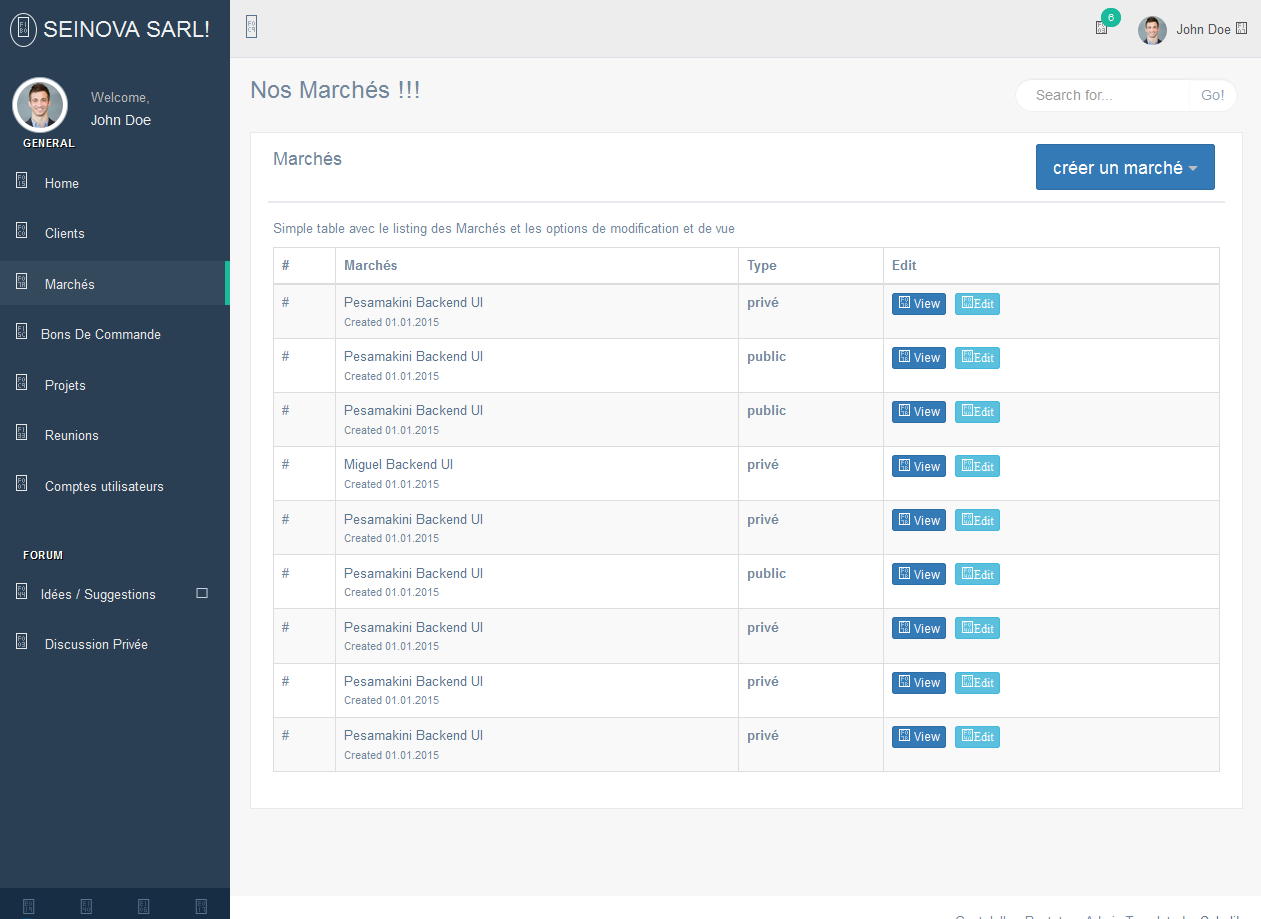 SEINOVA SARL!
6
John Doe
Welcome,
John Doe
GENERAL
Home
Clients
Marchés
Bons De Commande
Projets
Reunions
Comptes utilisateurs
FORUM
Idées / Suggestions
Discussion Privée
Nos Marchés !!!
Search for... Go!
Marchés
créer un marché
Simple table avec le listing des Marchés et les options de modification et de vue
# Marchés Type Edit
# Pesamakini Backend UI privé View Edit
Created 01.01.2015
# Pesamakini Backend UI public View Edit
Created 01.01.2015
# Pesamakini Backend UI public View Edit
Created 01.01.2015
# Miguel Backend UI privé View Edit
Created 01.01.2015
# Pesamakini Backend UI privé View Edit
Created 01.01.2015
# Pesamakini Backend UI public View Edit
Created 01.01.2015
# Pesamakini Backend UI privé View Edit
Created 01.01.2015
# Pesamakini Backend UI privé View Edit
Created 01.01.2015
# Pesamakini Backend UI privé View Edit
Created 01.01.2015